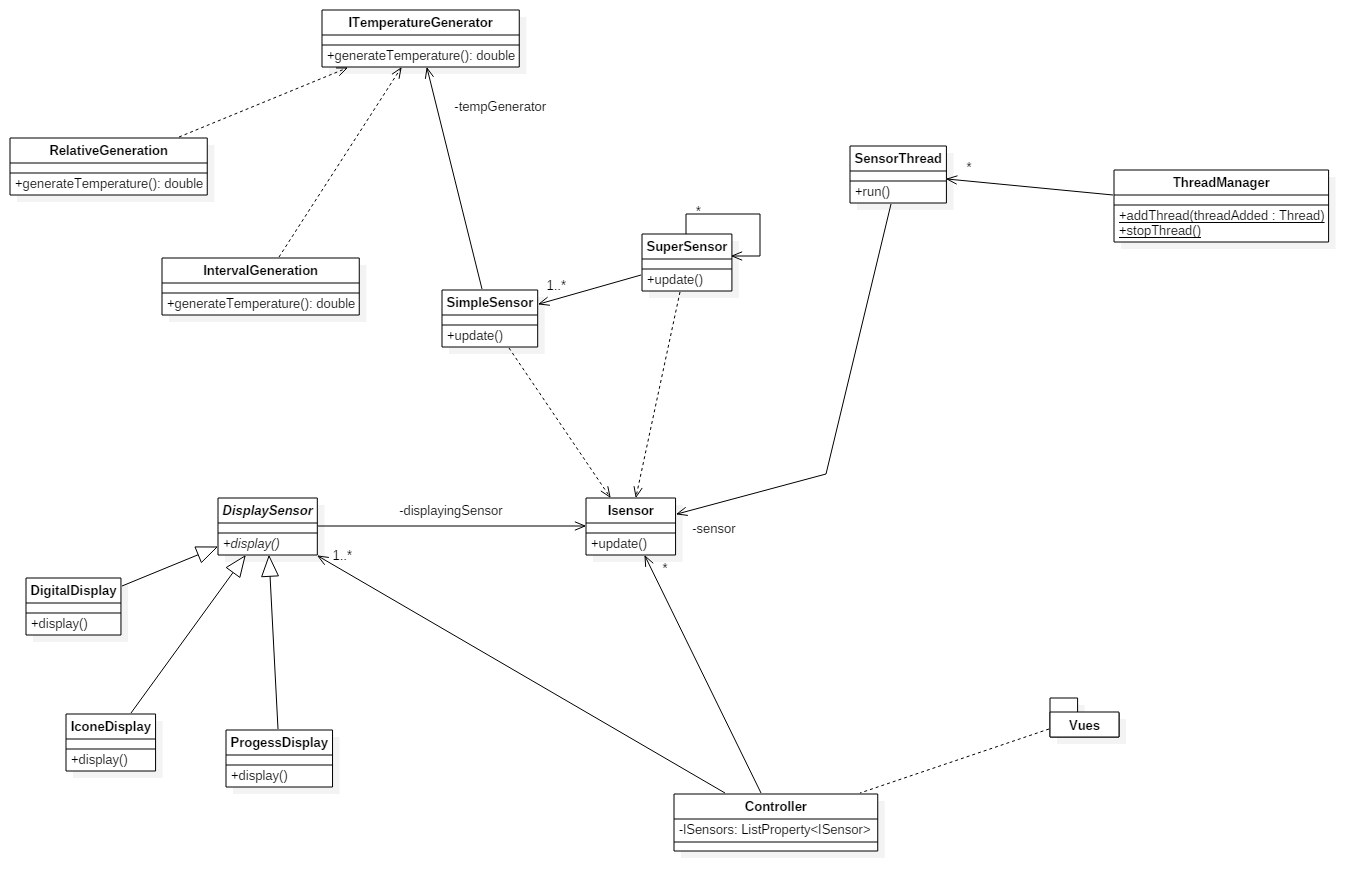 ITemperatureGenerator
+generateTemperature(): double
-tempGenerator
RelativeGeneration
+generateTemperature(): double
SensorThread
+run()
*
ThreadManager
+addThread(threadAdded : Thread)
+stopThread()
*
SuperSensor
+update()
IntervalGeneration
+generateTemperature(): double
1..*
SimpleSensor
+update()
DisplaySensor
+display()
-displayingSensor
Isensor
+update()
-sensor
1..*
*
DigitalDisplay
+display()
IconeDisplay
+display()
ProgessDisplay
+display()
Vues
Controller
-ISensors: ListProperty<ISensor>